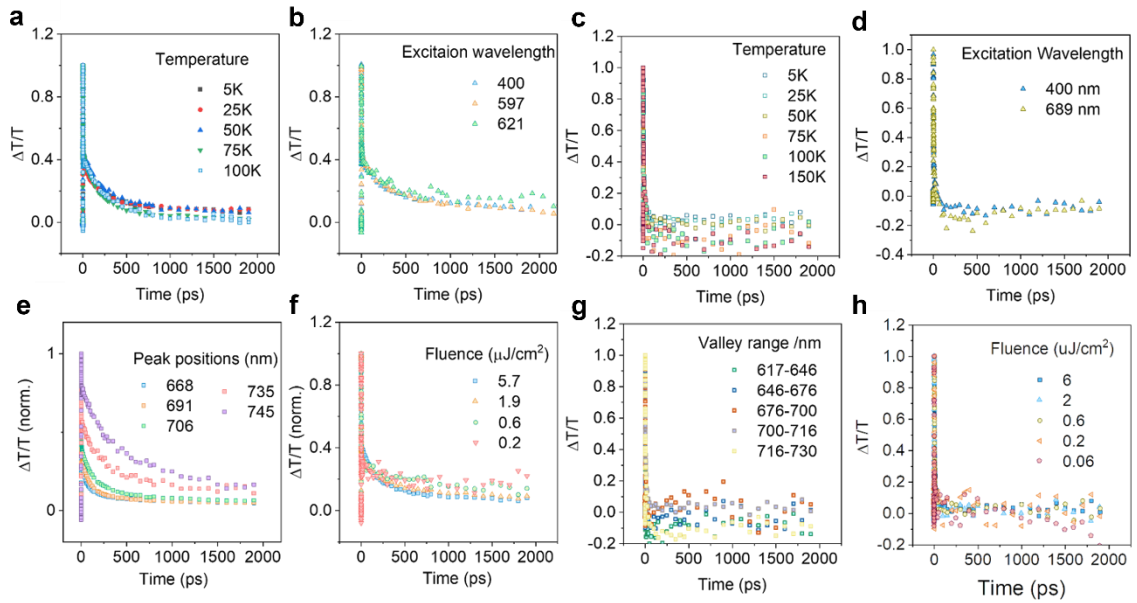 a
1.2
0.8
0.4
0.0
ΔT/T
Temperature
5K
25K
50K
75K
100K
0 500 1000 1500 2000
Time (ps)
b
1.2
0.8
0.4
0.0
ΔT/T
Excitaion wavelength
400
597
621
0 500 1000 1500 2000
Time (ps)
c
1.2
1.0
0.8
0.6
0.4
0.2
0.0
-0.2
ΔT/T
Temperature
5K
25K
50K
75K
100K
150K
0 500 1000 1500 2000
Time (ps)
d
1.0
0.8
0.6
0.4
0.2
0.0
-0.2
-0.4
ΔT/T
Excitation Wavelength
400 nm
689 nm
0 500 1000 1500 2000
Time (ps)
e
1
0
ΔT/T (norm.)
Peak positions (nm)
668 735
691 745
706
0 500 1000 1500 2000
Time (ps)
f
1.2
0.8
0.4
0.0
ΔT/T (norm.)
Fluence (μJ/cm²)
5.7
1.9
0.6
0.2
0 500 1000 1500 2000
Time (ps)
g
1.2
1.0
0.8
0.6
0.4
0.2
0.0
-0.2
ΔT/T
Valley range /nm
617-646
646-676
676-700
700-716
716-730
0 500 1000 1500 2000
Time (ps)
h
1.2
1.0
0.8
0.6
0.4
0.2
0.0
-0.2
ΔT/T
Fluence (uJ/cm²)
6
2
0.6
0.2
0.06
0 500 1000 1500 2000
Time (ps)